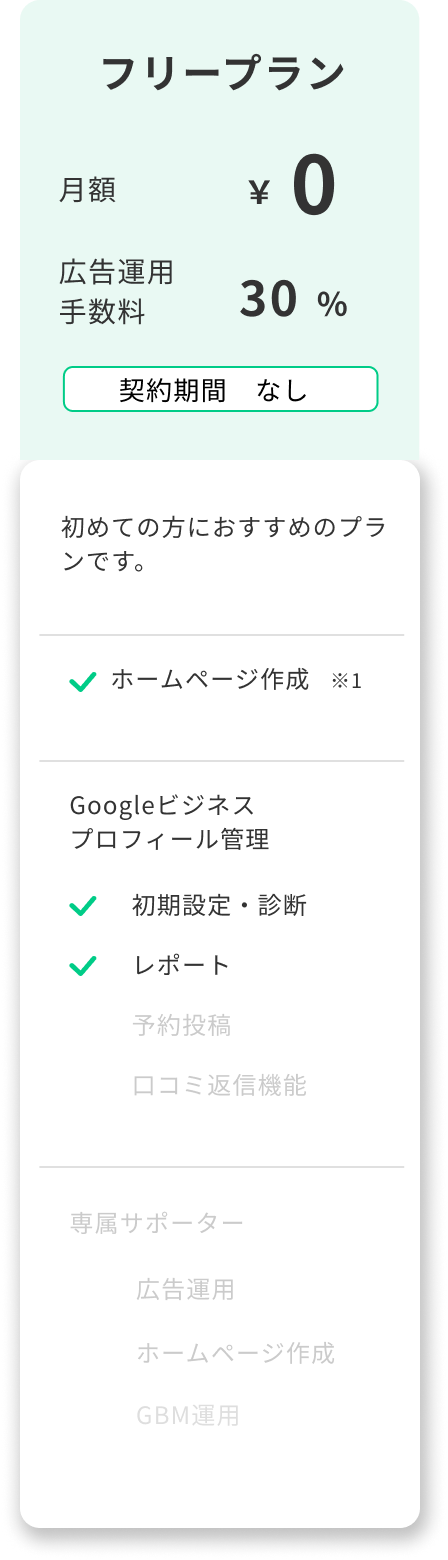 フリープラン
月額 ¥ 0
広告運用
手数料 30 %
契約期間　なし
初めての方におすすめのプラ
ンです。
ホームページ作成 ※1
Googleビジネス
プロフィール管理
初期設定・診断
レポート
予約投稿
口コミ返信機能
専属サポーター
広告運用
ホームページ作成
GBM運用